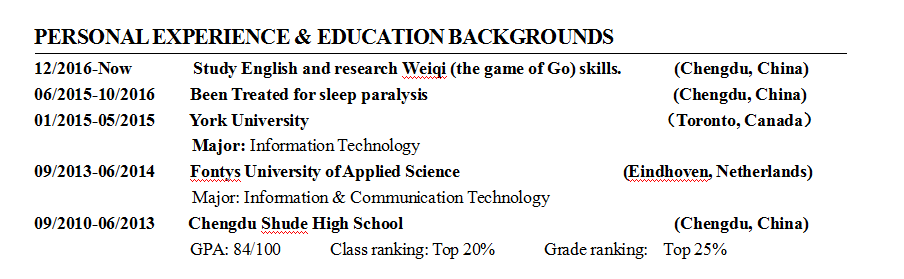 PERSONAL EXPERIENCE & EDUCATION BACKGROUNDS
12/2016-Now Study English and research Weiqi (the game of Go) skills. (Chengdu, China)
06/2015-10/2016 Been Treated for sleep paralysis (Chengdu, China)
01/2015-05/2015 York University （Toronto, Canada）
Major: Information Technology
09/2013-06/2014 Fontys University of Applied Science (Eindhoven, Netherlands)
Major: Information & Communication Technology
09/2010-06/2013 Chengdu Shude High School (Chengdu, China)
GPA: 84/100 Class ranking: Top 20% Grade ranking: Top 25%